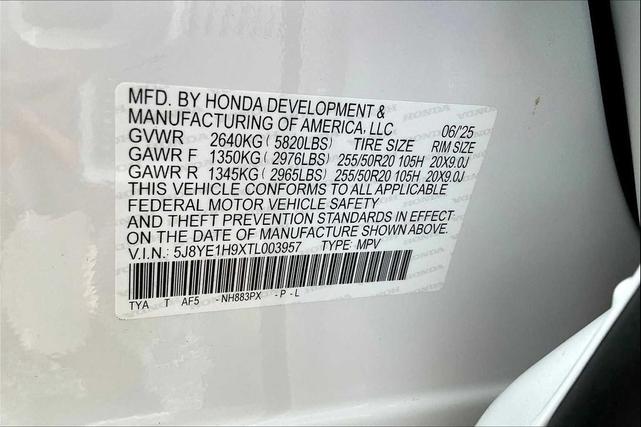 MFD. BY HONDA DEVELOPMENT &
MANUFACTURING OF AMERICA, LLC 06/'25
GVWR 2640KG ( 5820LBS) TIRE SIZE RIM SIZE
GAWR F 1350KG ( 2976LBS) 255/50R20 105H 20X9.0J
GAWR R 1345KG ( 2965LBS) 255/50R20 105H 20X9.0J
THIS VEHICLE CONFORMS TO ALL APPLICABLE
FEDERAL MOTOR VEHICLE SAFETY
AND THEFT PREVENTION STANDARDS IN EFFECT
ON THE DATE OF MANUFACTURE SHOWN ABOVE.
V.I.N.: 5J8YE1H9XTL003957 TYPE: MPV
TYA T AF5 - NH883PX - P - L